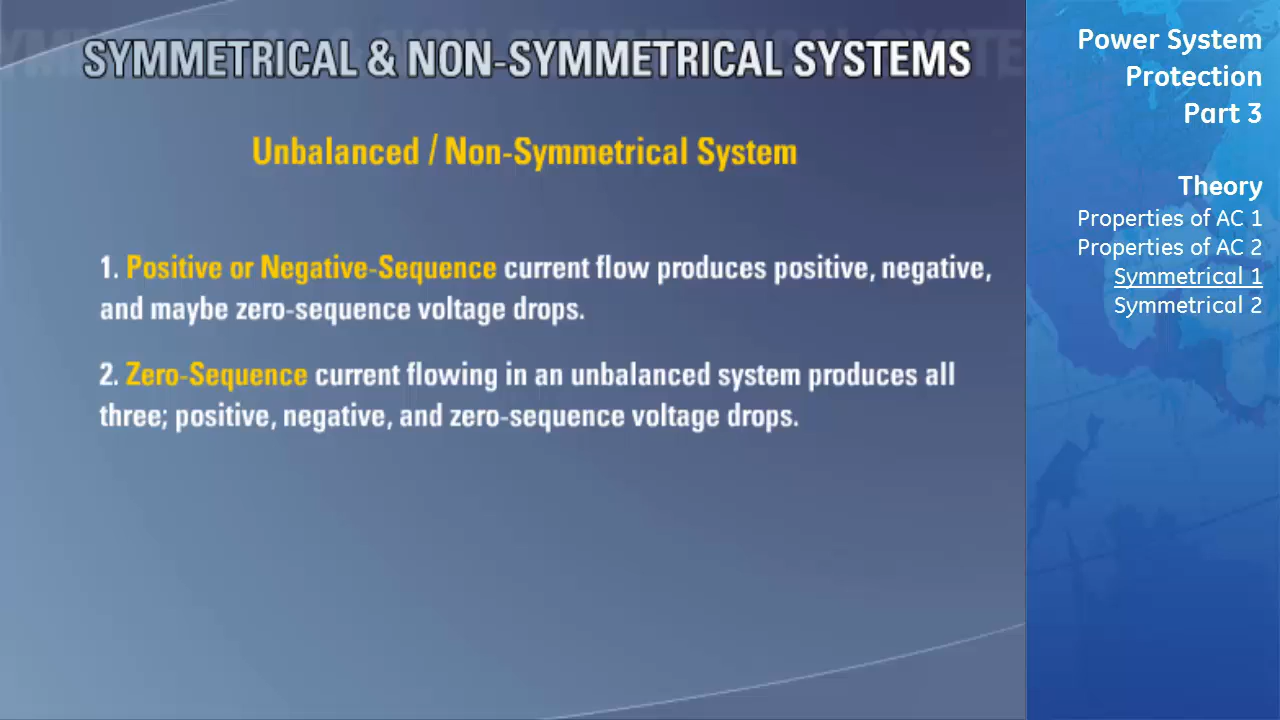 SYMMETRICAL & NON-SYMMETRICAL SYSTEMS
Unbalanced / Non-Symmetrical System
1. Positive or Negative-Sequence current flow produces positive, negative,
and maybe zero-sequence voltage drops.
2. Zero-Sequence current flowing in an unbalanced system produces all
three; positive, negative, and zero-sequence voltage drops.
Power System
Protection
Part 3
Theory
Properties of AC 1
Properties of AC 2
Symmetrical 1
Symmetrical 2